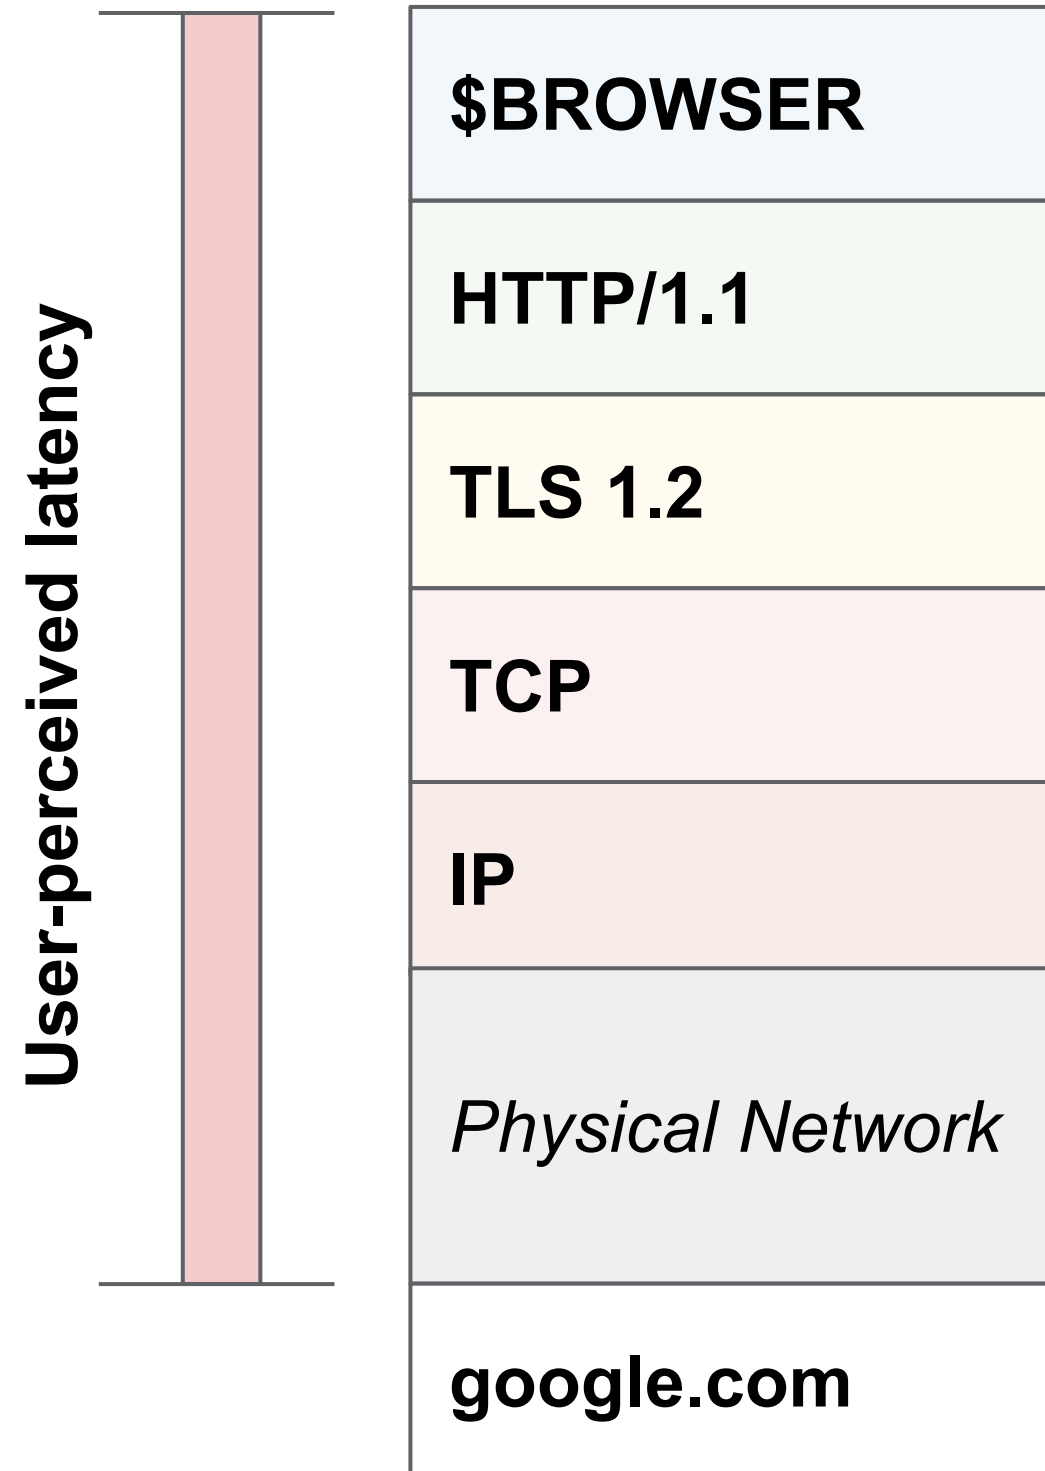 User-perceived latency
$BROWSER
HTTP/1.1
TLS 1.2
TCP
IP
Physical Network
google.com